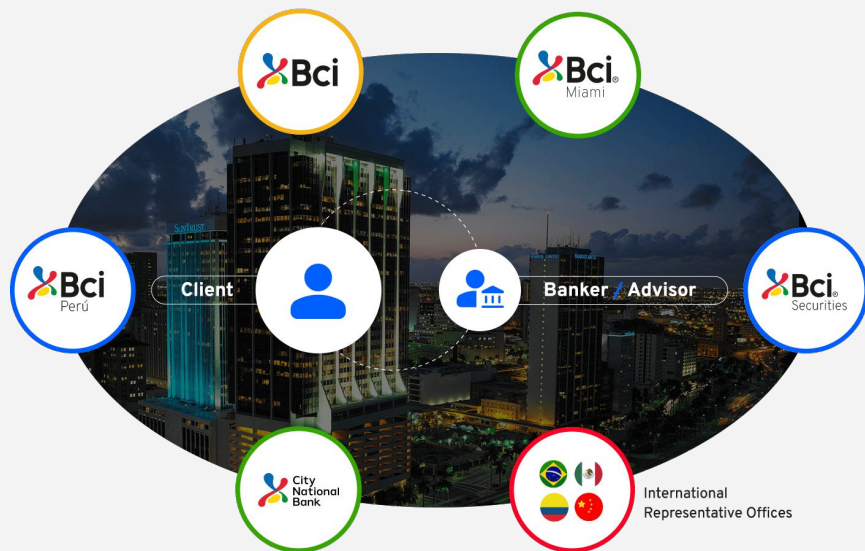 Bci
Bci®
Miami
SUNTRUST
Bci
Perú
Client
Banker / Advisor
Bci®
Securities
City
National
Bank
International
Representative Offices